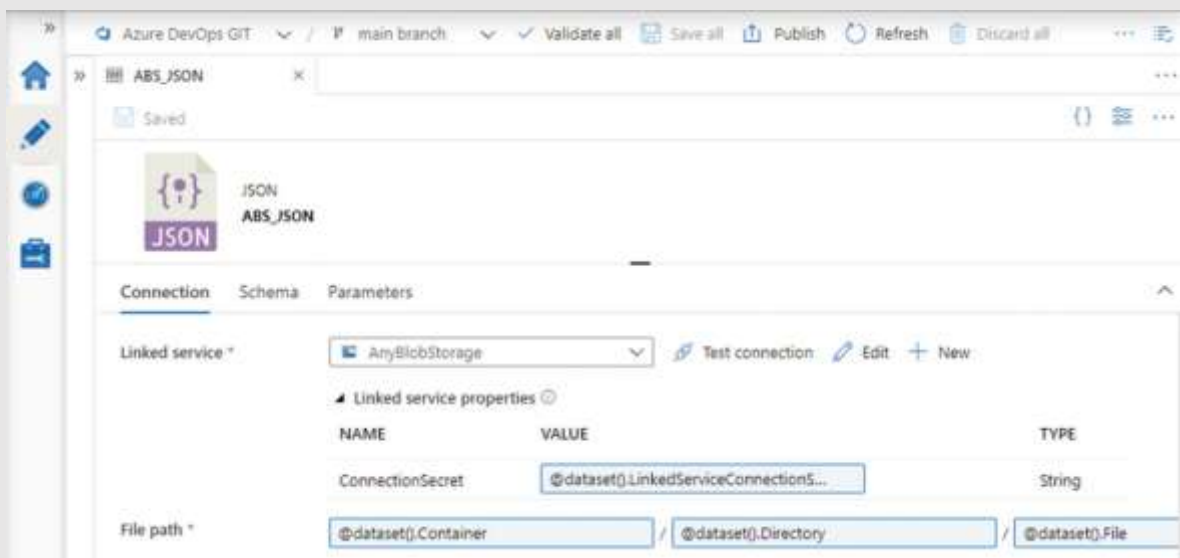 Azure DevOps GIT / main branch Validate all Save all Publish Refresh Discard all
ABS_JSON
Saved
{ } 
JSON
JSON
ABS_JSON
Connection Schema Parameters
Linked service * AnyBlobStorage Test connection Edit New
Linked service properties
NAME VALUE TYPE
ConnectionSecret @dataset().LinkedServiceConnectionS... String
File path * @dataset().Container / @dataset().Directory / @dataset().File